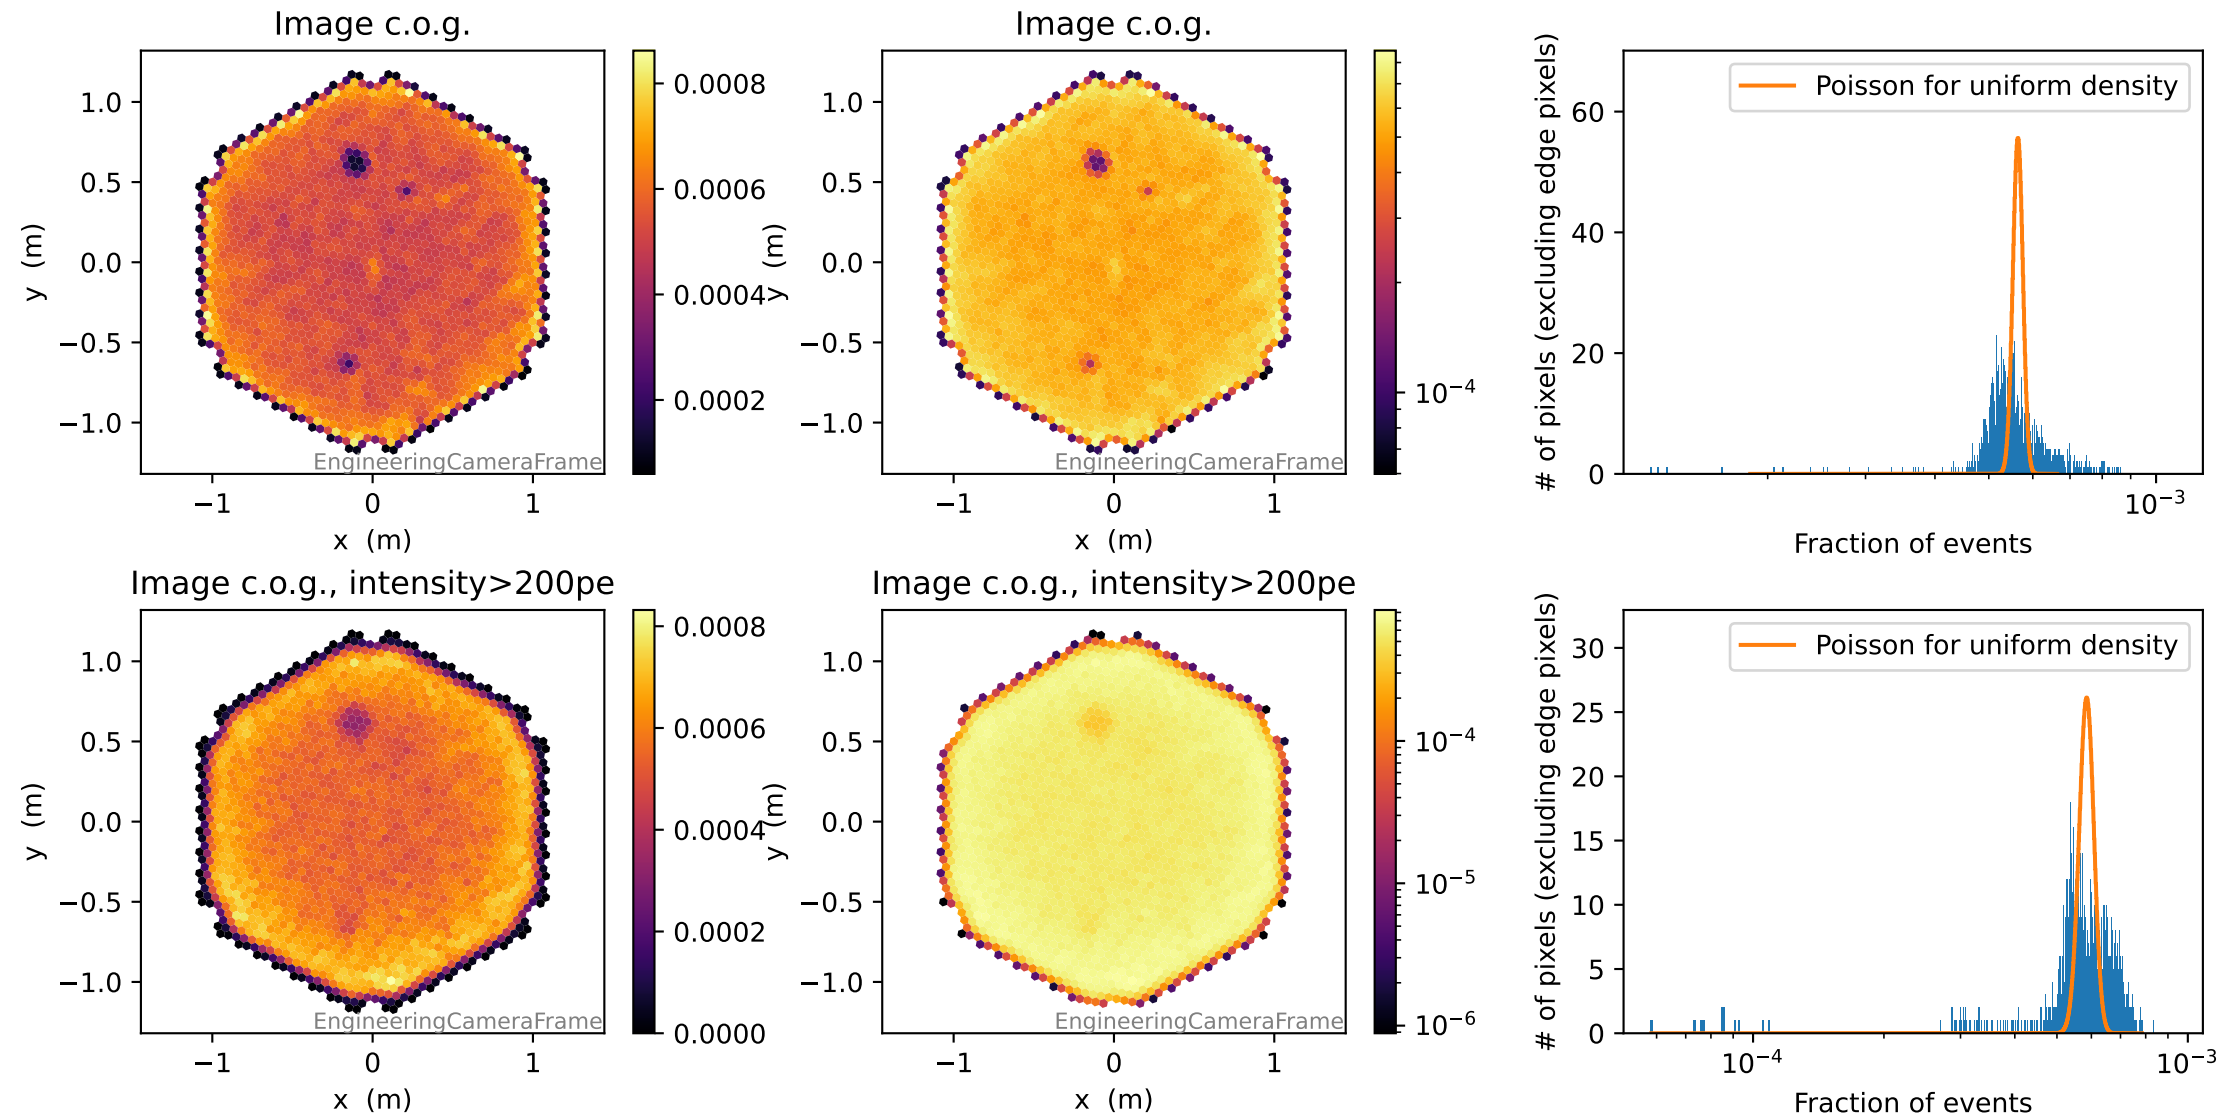 Image c.o.g.
1.0
0.5
0.0
−0.5
−1.0
y (m)
−1
0
1
x (m)
EngineeringCameraFrame
0.0008
0.0006
0.0004
0.0002
Image c.o.g.
1.0
0.5
0.0
−0.5
−1.0
y (m)
−1
0
1
x (m)
EngineeringCameraFrame
10⁻⁴
# of pixels (excluding edge pixels)
60
40
20
0
Poisson for uniform density
10⁻³
Fraction of events
Image c.o.g., intensity>200pe
1.0
0.5
0.0
−0.5
−1.0
y (m)
−1
0
1
x (m)
EngineeringCameraFrame
0.0008
0.0006
0.0004
0.0002
0.0000
Image c.o.g., intensity>200pe
1.0
0.5
0.0
−0.5
−1.0
y (m)
−1
0
1
x (m)
EngineeringCameraFrame
10⁻⁴
10⁻⁵
10⁻⁶
# of pixels (excluding edge pixels)
30
25
20
15
10
5
0
Poisson for uniform density
10⁻⁴
10⁻³
Fraction of events